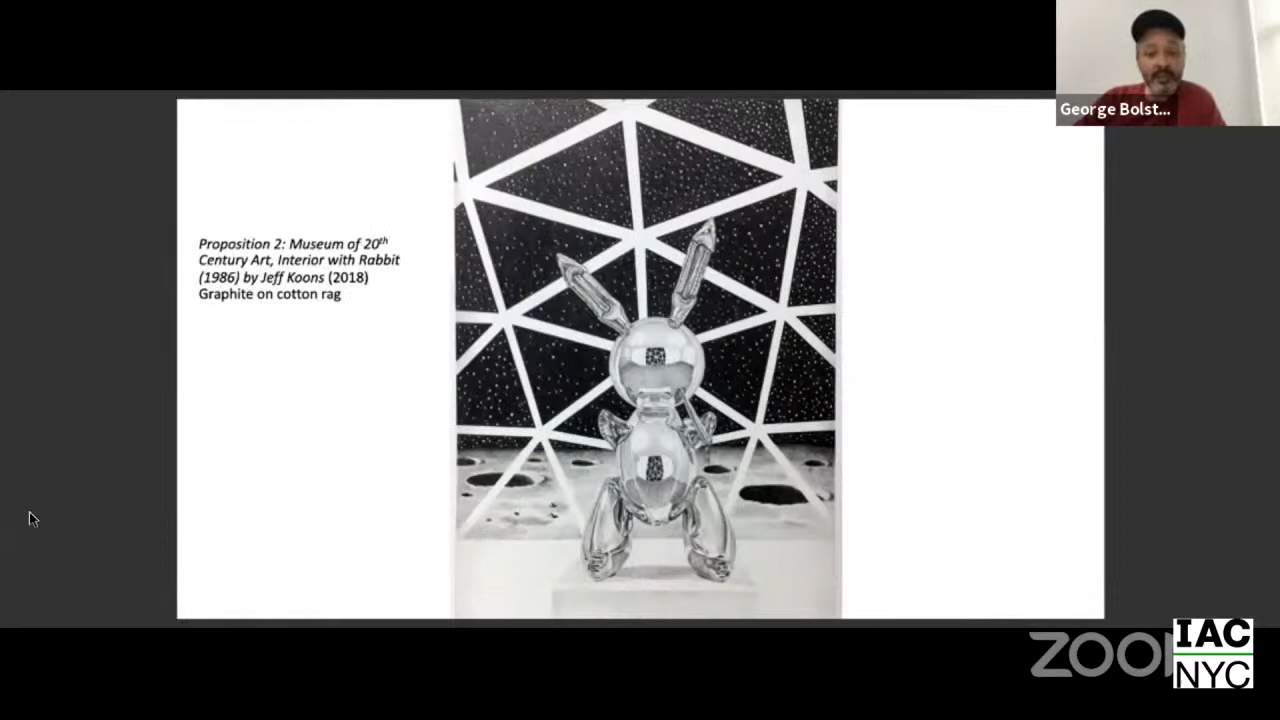 George Bolst...
Proposition 2: Museum of 20th
Century Art, Interior with Rabbit
(1986) by Jeff Koons (2018)
Graphite on cotton rag
ZOO
IAC
NYC